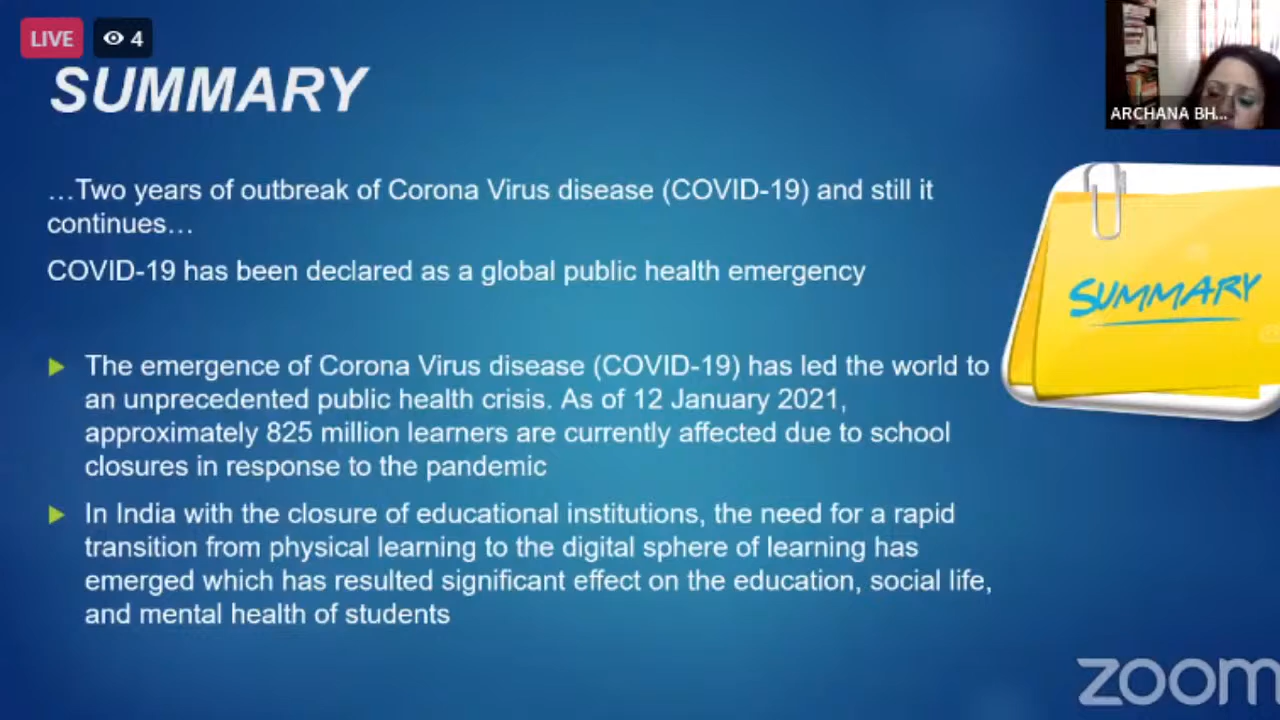 LIVE
4
SUMMARY
ARCHANA BH...
…Two years of outbreak of Corona Virus disease (COVID-19) and still it
continues…
COVID-19 has been declared as a global public health emergency
SUMMARY
The emergence of Corona Virus disease (COVID-19) has led the world to
an unprecedented public health crisis. As of 12 January 2021,
approximately 825 million learners are currently affected due to school
closures in response to the pandemic
In India with the closure of educational institutions, the need for a rapid
transition from physical learning to the digital sphere of learning has
emerged which has resulted significant effect on the education, social life,
and mental health of students
zoom